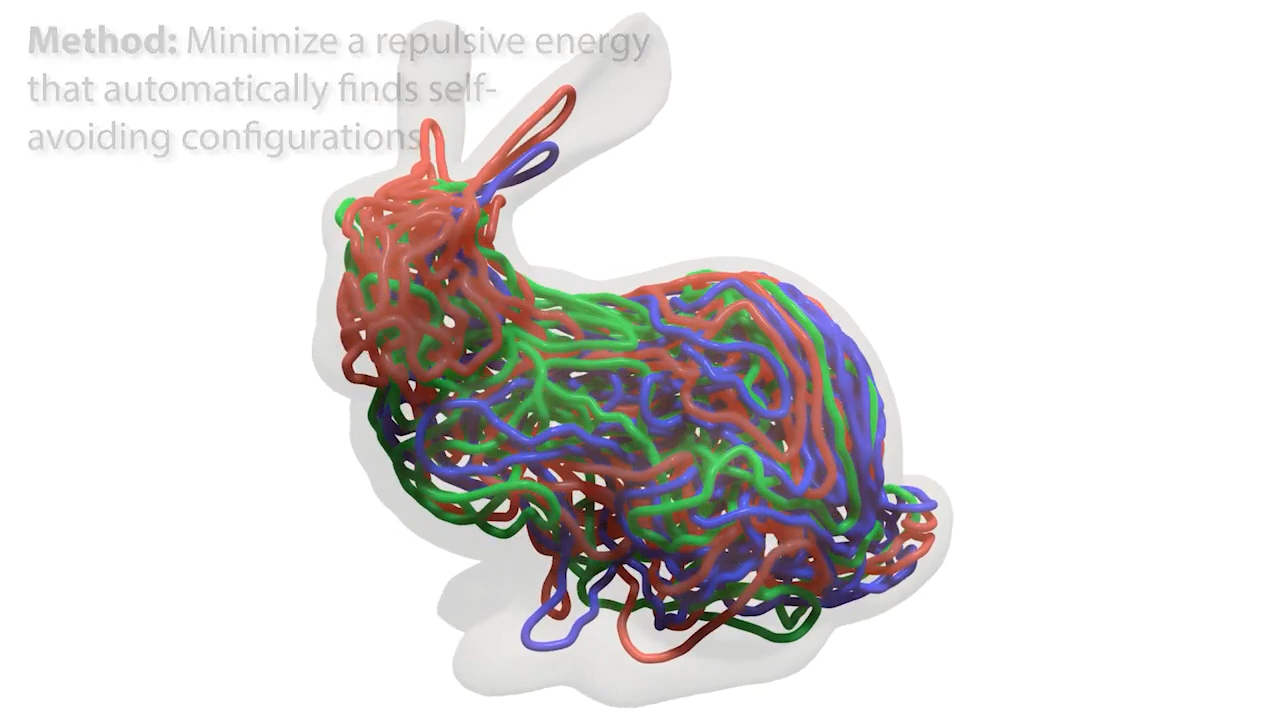 Method: Minimize a repulsive energy
that automatically finds self-
avoiding configurations